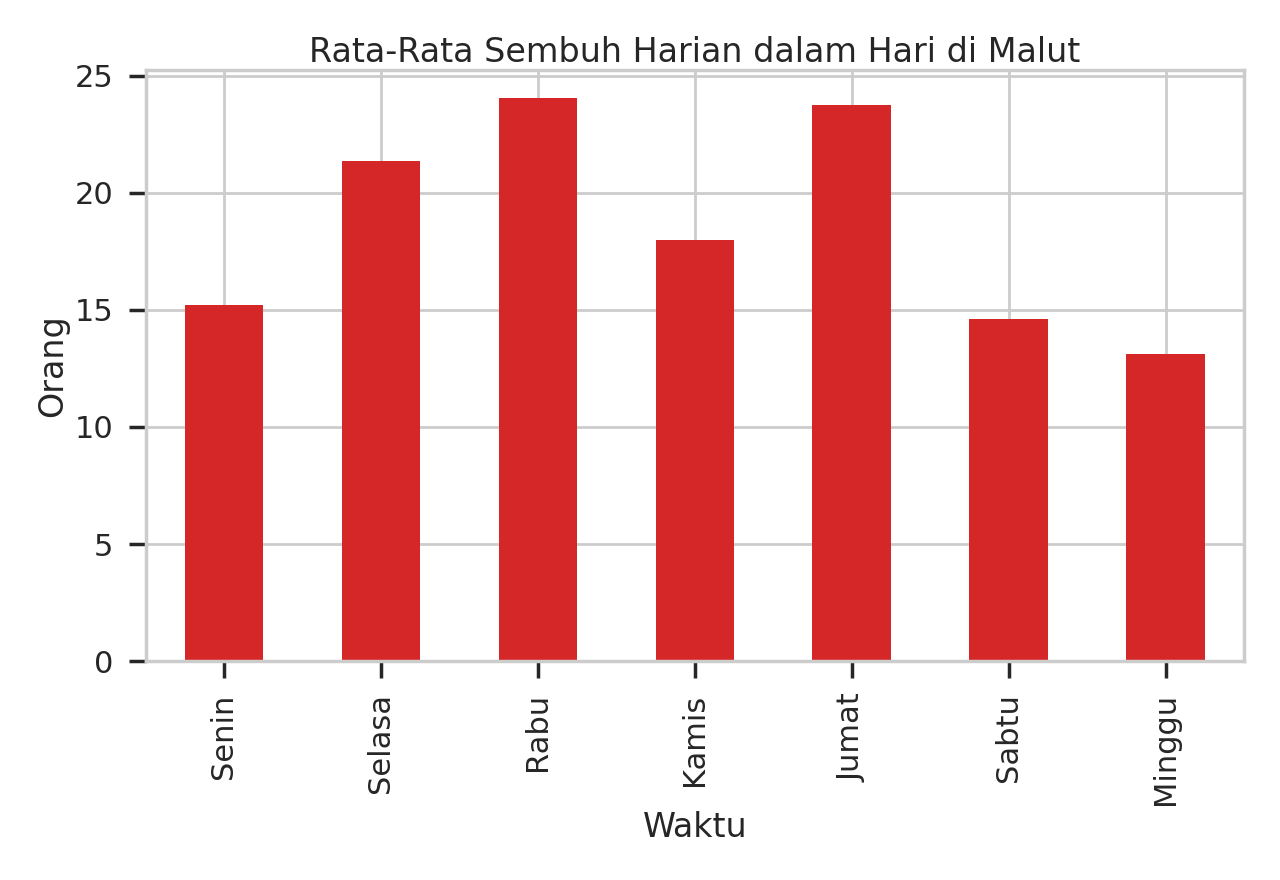 Rata-Rata Sembuh Harian dalam Hari di Malut
25
20
15
10
5
0
Orang
Senin
Selasa
Rabu
Kamis
Jumat
Sabtu
Minggu
Waktu